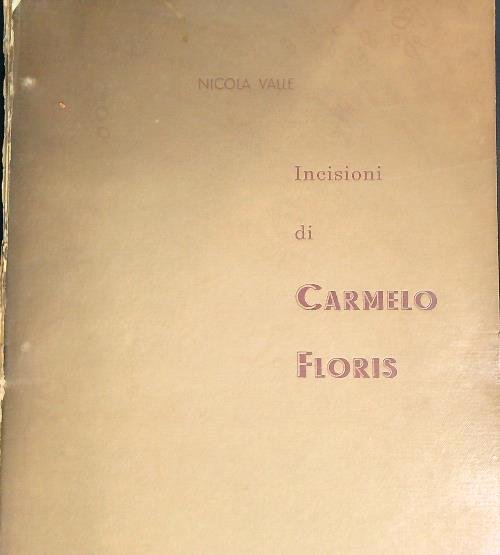 NICOLA VALLE
Incisioni
di
CARMELO
FLORIS